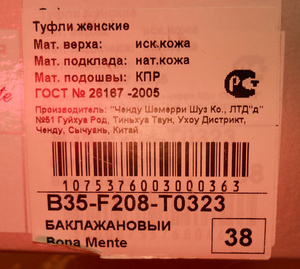 Туфли женские
Мат. верха: иск.кожа
Мат. подклада: нат.кожа
Мат. подошвы: КПР
ГОСТ № 26167 -2005
Производитель: "Ченду Шемерри Шуз Ко., ЛТД"д"
№51 Гуйхуа Род, Тиньхуа Таун, Ухоу Дистрикт,
Ченду, Сычуань, Китай
1075376003000363
B35-F208-T0323
БАКЛАЖАНОВЫЙ
Bona Mente
38